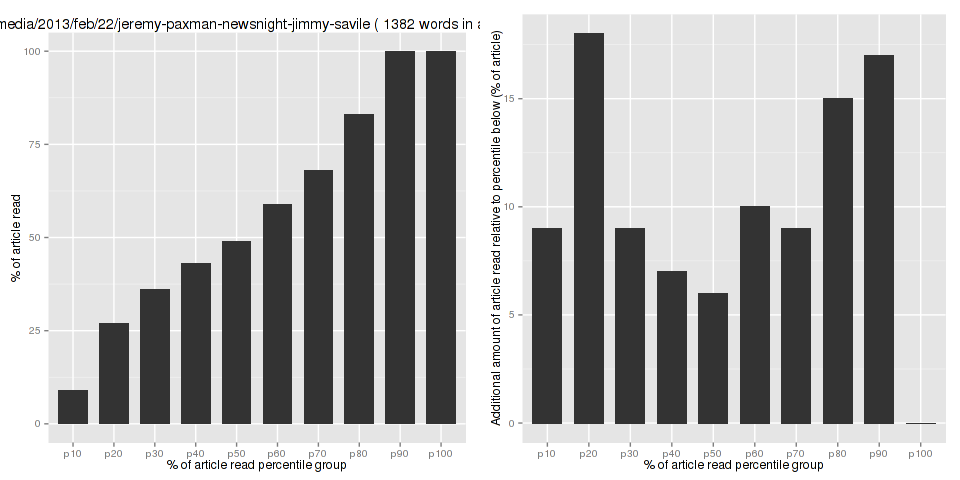 media/2013/feb/22/jeremy-paxman-newsnight-jimmy-savile ( 1382 words in a
% of article read
100
75
50
25
0
p10 p20 p30 p40 p50 p60 p70 p80 p90 p100
% of article read percentile group
Additional amount of article read relative to percentile below (% of article)
15
10
5
0
p10 p20 p30 p40 p50 p60 p70 p80 p90 p100
% of article read percentile group